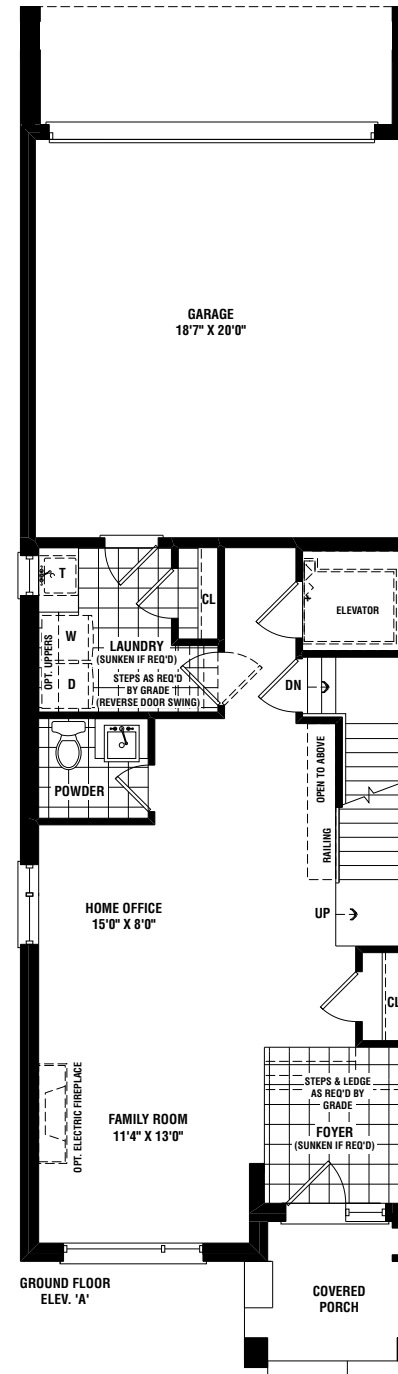 GARAGE
18'7" X 20'0"
T
CL
ELEVATOR
W
OPT. UPPERS
LAUNDRY
(SUNKEN IF REQ'D)
D
STEPS AS REQ'D
BY GRADE
(REVERSE DOOR SWING)
DN
OPEN TO ABOVE
RAILING
POWDER
HOME OFFICE
15'0" X 8'0"
UP
CL
OPT. ELECTRIC FIREPLACE
STEPS & LEDGE
AS REQ'D BY
GRADE
FAMILY ROOM
11'4" X 13'0"
FOYER
(SUNKEN IF REQ'D)
GROUND FLOOR
ELEV. 'A'
COVERED
PORCH